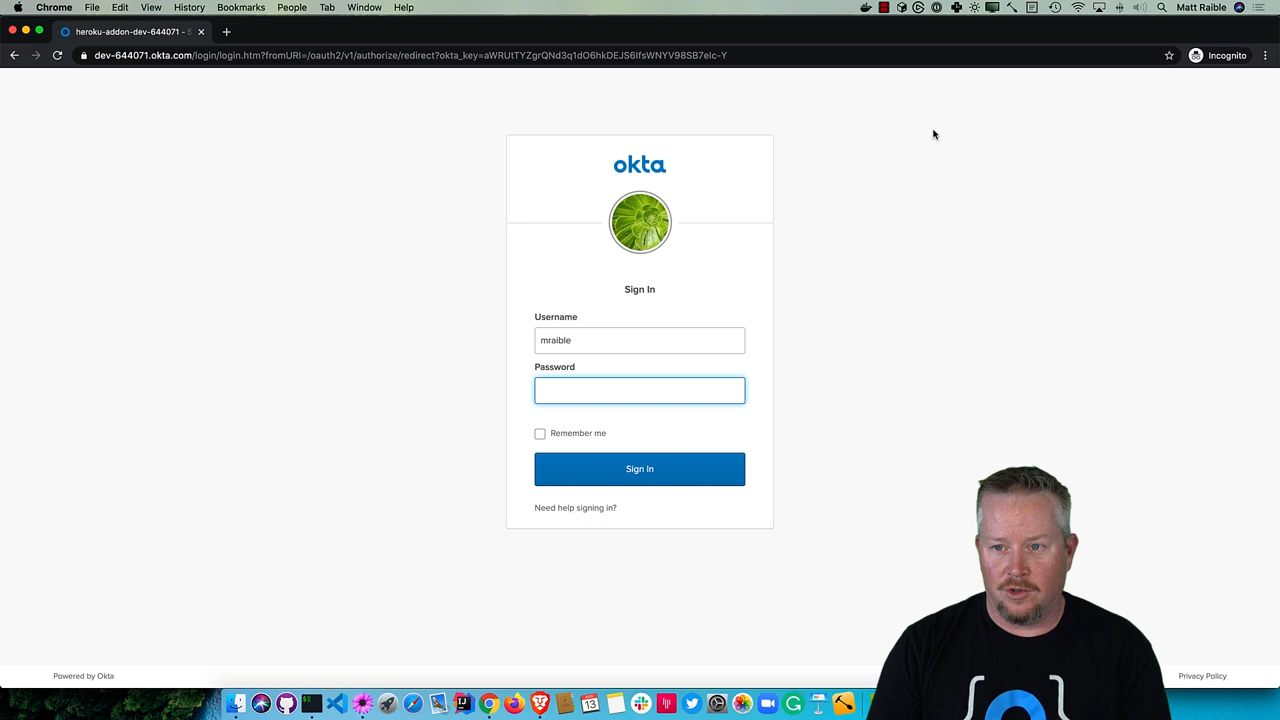 Chrome File Edit View History Bookmarks People Tab Window Help Matt Raible
heroku-addon-dev-644071 - S
dev-644071.okta.com/login/login.htm?fromURI=/oauth2/v1/authorize/redirect?okta_key=aWRUtTYZgrQNd3q1dO6hkDEJS6IfsWNYV98SB7eIc-Y Incognito
okta
Sign In
Username
mraible
Password
Remember me
Sign In
Need help signing in?
Powered by Okta Privacy Policy
13